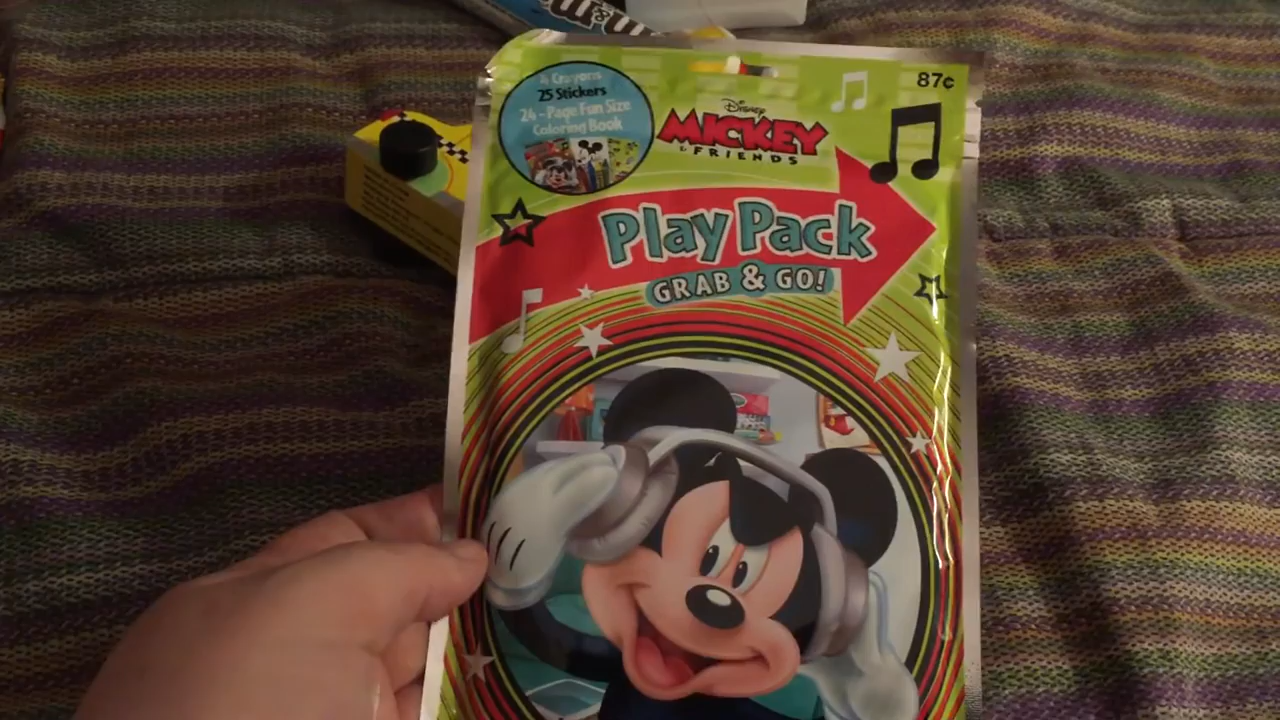 m&m's
4 Crayons
25 Stickers
24-Page Fun Size
Coloring Book
87¢
Disney
MICKEY
& FRIENDS
Play Pack
GRAB & GO!